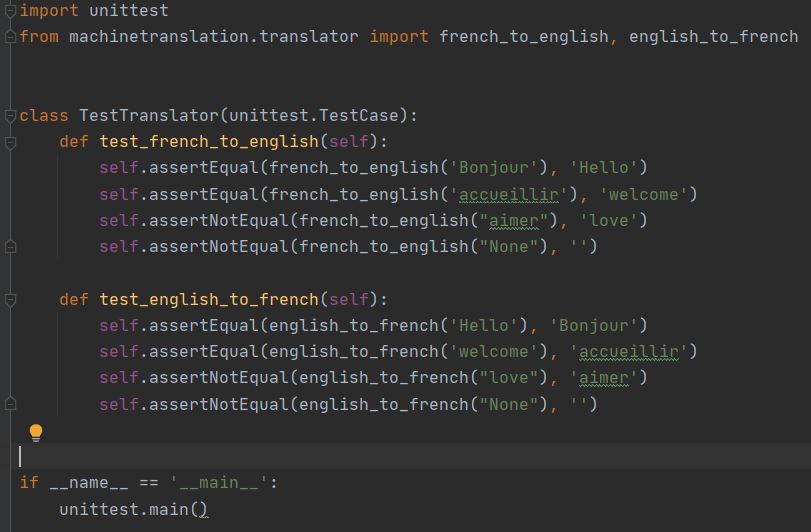 import unittest
from machinetranslation.translator import french_to_english, english_to_french
class TestTranslator(unittest.TestCase):
def test_french_to_english(self):
self.assertEqual(french_to_english('Bonjour'), 'Hello')
self.assertEqual(french_to_english('accueillir'), 'welcome')
self.assertNotEqual(french_to_english("aimer"), 'love')
self.assertNotEqual(french_to_english("None"), '')
def test_english_to_french(self):
self.assertEqual(english_to_french('Hello'), 'Bonjour')
self.assertEqual(english_to_french('welcome'), 'accueillir')
self.assertNotEqual(english_to_french("love"), 'aimer')
self.assertNotEqual(english_to_french("None"), '')
if __name__ == '__main__':
unittest.main()